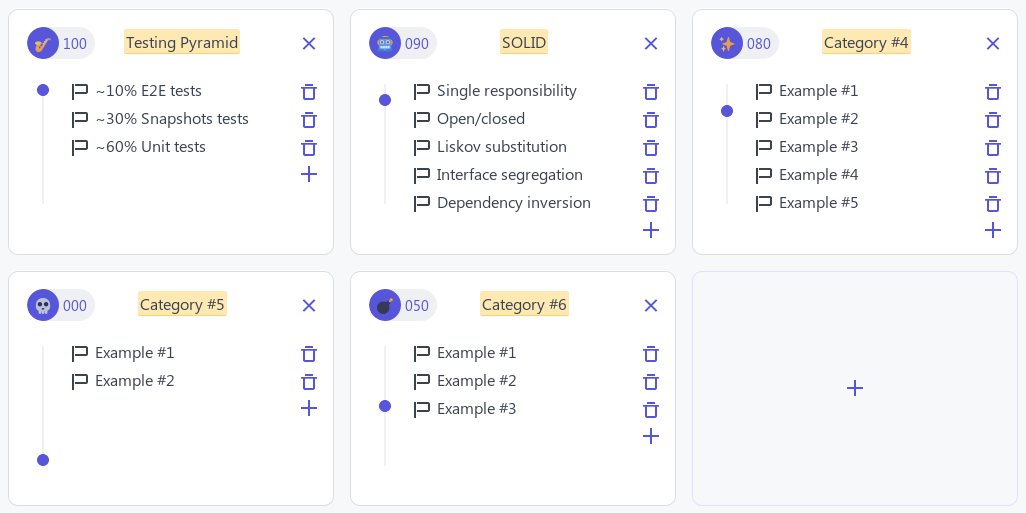 100 Testing Pyramid
~10% E2E tests
~30% Snapshots tests
~60% Unit tests
090 SOLID
Single responsibility
Open/closed
Liskov substitution
Interface segregation
Dependency inversion
080 Category #4
Example #1
Example #2
Example #3
Example #4
Example #5
000 Category #5
Example #1
Example #2
050 Category #6
Example #1
Example #2
Example #3